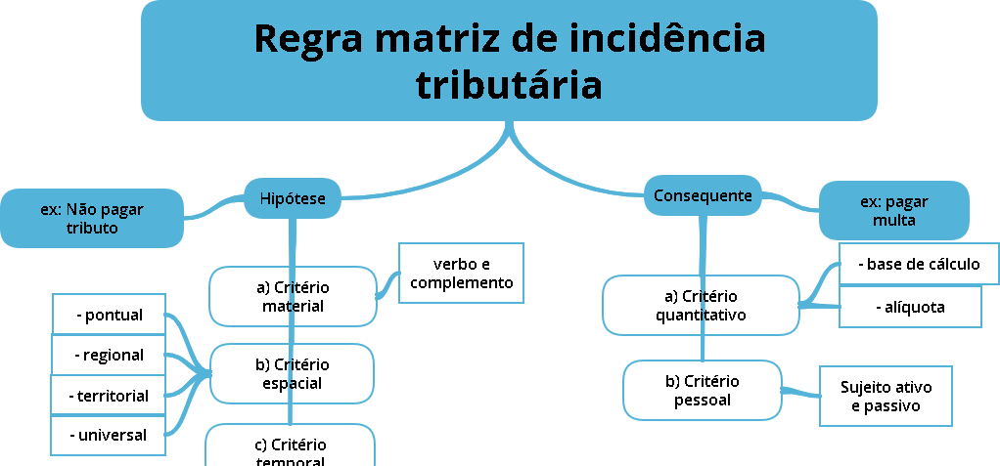 Regra matriz de incidência
tributária
ex: Não pagar
tributo
Hipótese
Consequente
ex: pagar
multa
a) Critério
material
verbo e
complemento
- pontual
- regional
- territorial
- universal
b) Critério
espacial
c) Critério
temporal
a) Critério
quantitativo
- base de cálculo
- alíquota
b) Critério
pessoal
Sujeito ativo
e passivo